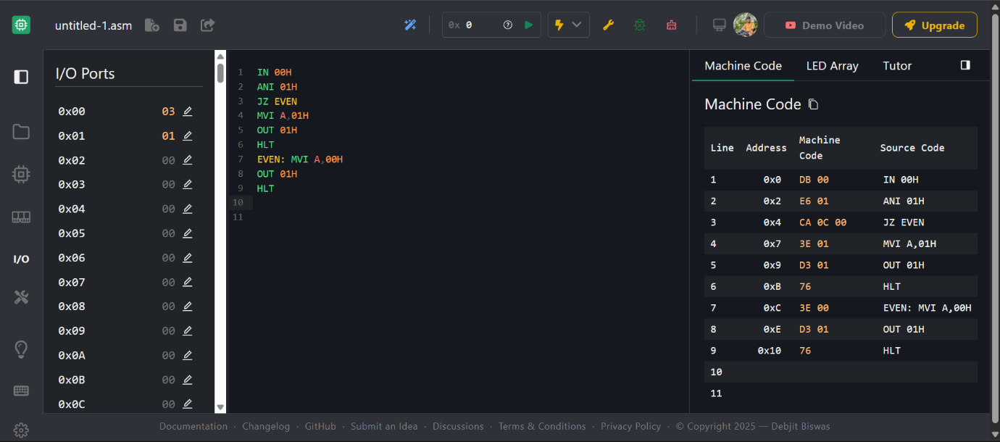 untitled-1.asm
0x 0
Demo Video
Upgrade
I/O
I/O Ports
0x00 03
0x01 01
0x02 00
0x03 00
0x04 00
0x05 00
0x06 00
0x07 00
0x08 00
0x09 00
0x0A 00
0x0B 00
0x0C 00
1 IN 00H
2 ANI 01H
3 JZ EVEN
4 MVI A,01H
5 OUT 01H
6 HLT
7 EVEN: MVI A,00H
8 OUT 01H
9 HLT
10
11
Machine Code LED Array Tutor
Machine Code
Line Address Machine Code Source Code
1 0x0 DB 00 IN 00H
2 0x2 E6 01 ANI 01H
3 0x4 CA 0C 00 JZ EVEN
4 0x7 3E 01 MVI A,01H
5 0x9 D3 01 OUT 01H
6 0xB 76 HLT
7 0xC 3E 00 EVEN: MVI A,00H
8 0xE D3 01 OUT 01H
9 0x10 76 HLT
10
11
Documentation · Changelog · GitHub · Submit an Idea · Discussions · Terms & Conditions · Privacy Policy · © Copyright 2025 — Debjit Biswas